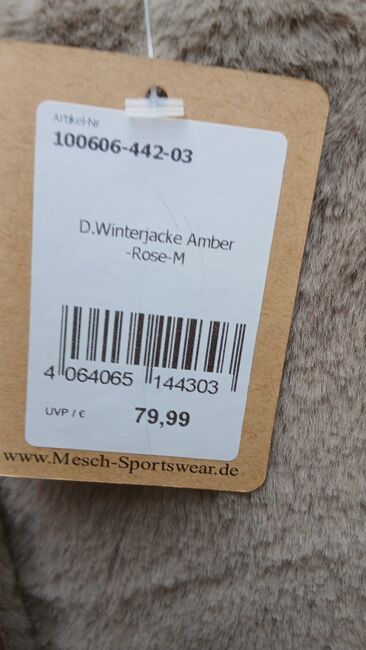 Artikel-Nr
100606-442-03
D.Winterjacke Amber
-Rose-M
4 064065 144303
UVP / € 79,99
www.Mesch-Sportswear.de